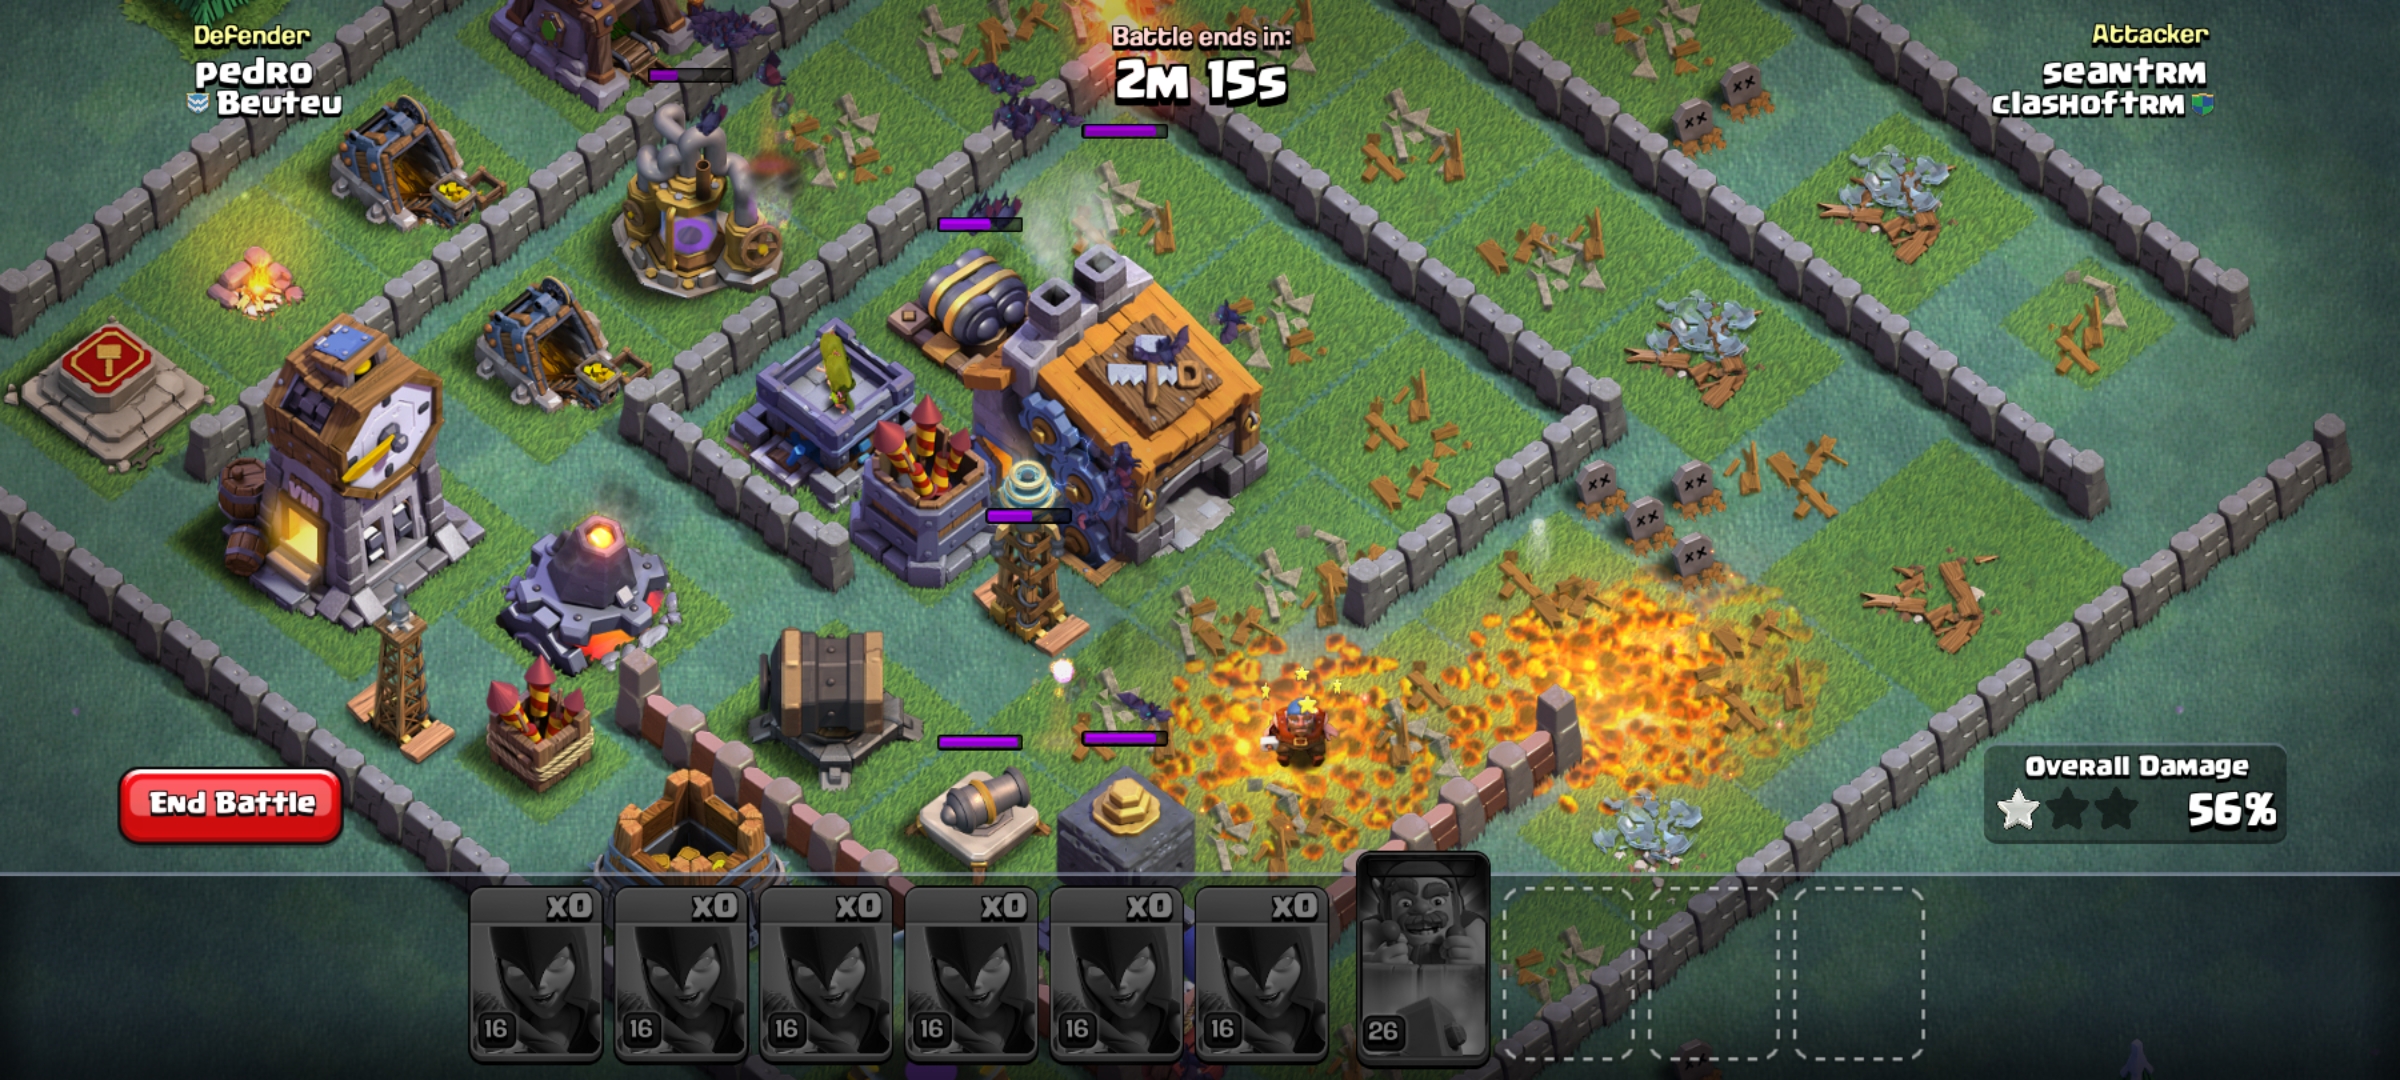 Defender
pedro
Beuteu
Battle ends in:
2M 15s
Attacker
seantRM
clashoftRM
VIII
End Battle
Overall Damage
56%
x0
x0
x0
x0
x0
x0
16
16
16
16
16
16
26